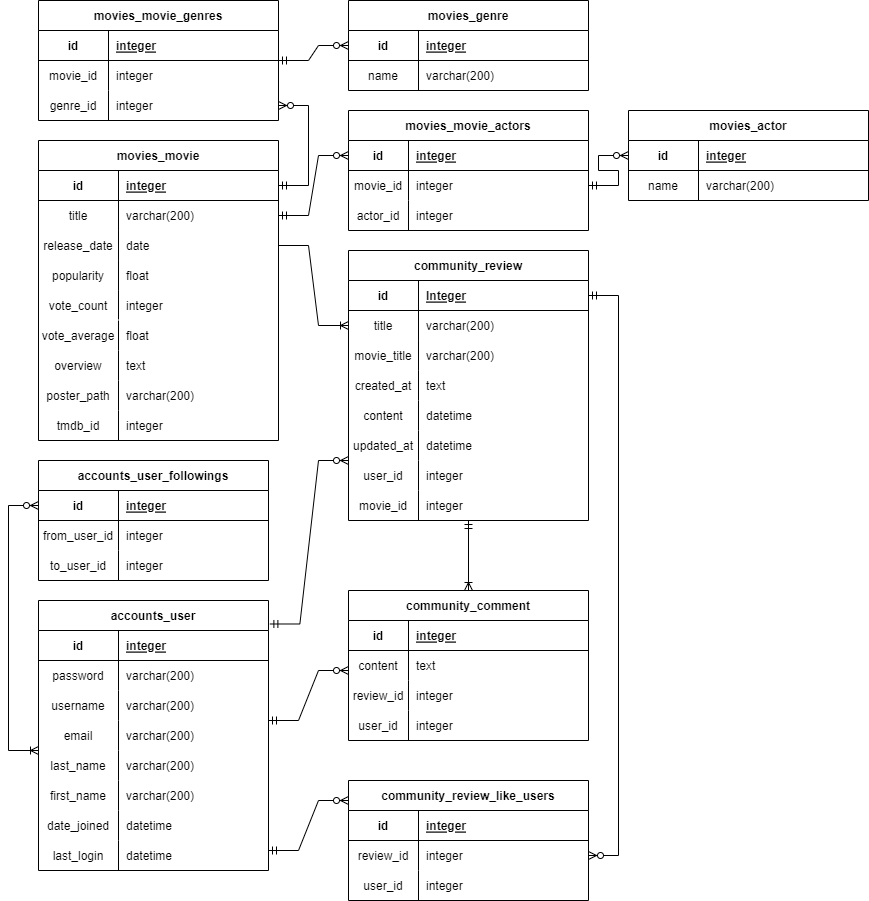 movies_movie_genres
id integer
movie_id integer
genre_id integer
movies_genre
id integer
name varchar(200)
movies_movie_actors
id integer
movie_id integer
actor_id integer
movies_actor
id integer
name varchar(200)
movies_movie
id integer
title varchar(200)
release_date date
popularity float
vote_count integer
vote_average float
overview text
poster_path varchar(200)
tmdb_id integer
community_review
id Integer
title varchar(200)
movie_title varchar(200)
created_at text
content datetime
updated_at datetime
user_id integer
movie_id integer
accounts_user_followings
id integer
from_user_id integer
to_user_id integer
accounts_user
id integer
password varchar(200)
username varchar(200)
email varchar(200)
last_name varchar(200)
first_name varchar(200)
date_joined datetime
last_login datetime
community_comment
id integer
content text
review_id integer
user_id integer
community_review_like_users
id integer
review_id integer
user_id integer